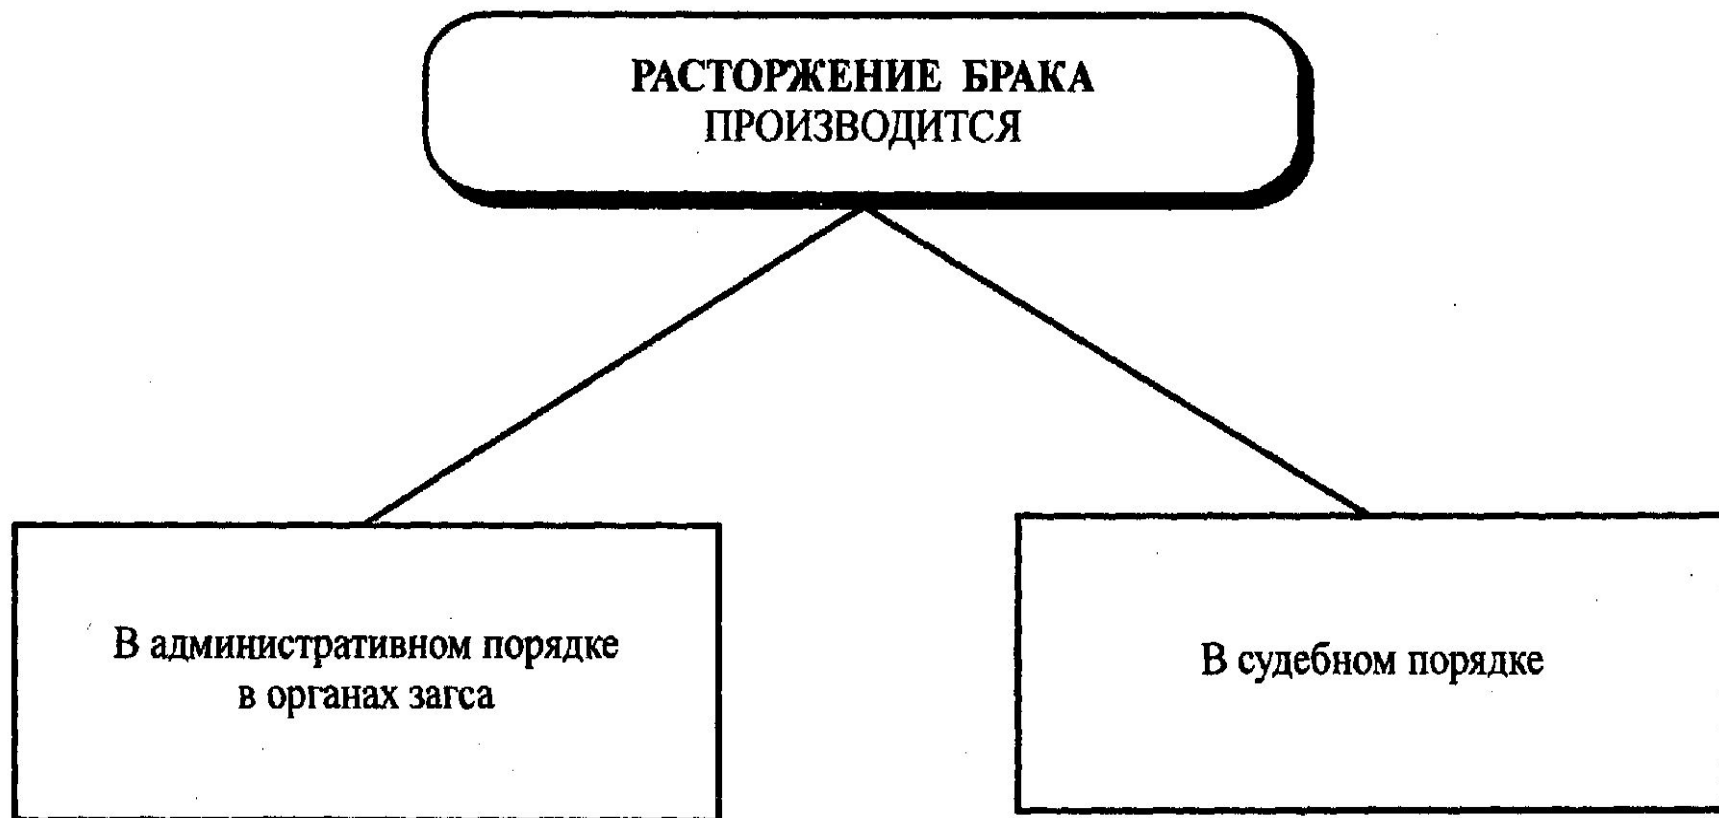 РАСТОРЖЕНИЕ БРАКА
ПРОИЗВОДИТСЯ
В административном порядке
в органах загса
В судебном порядке